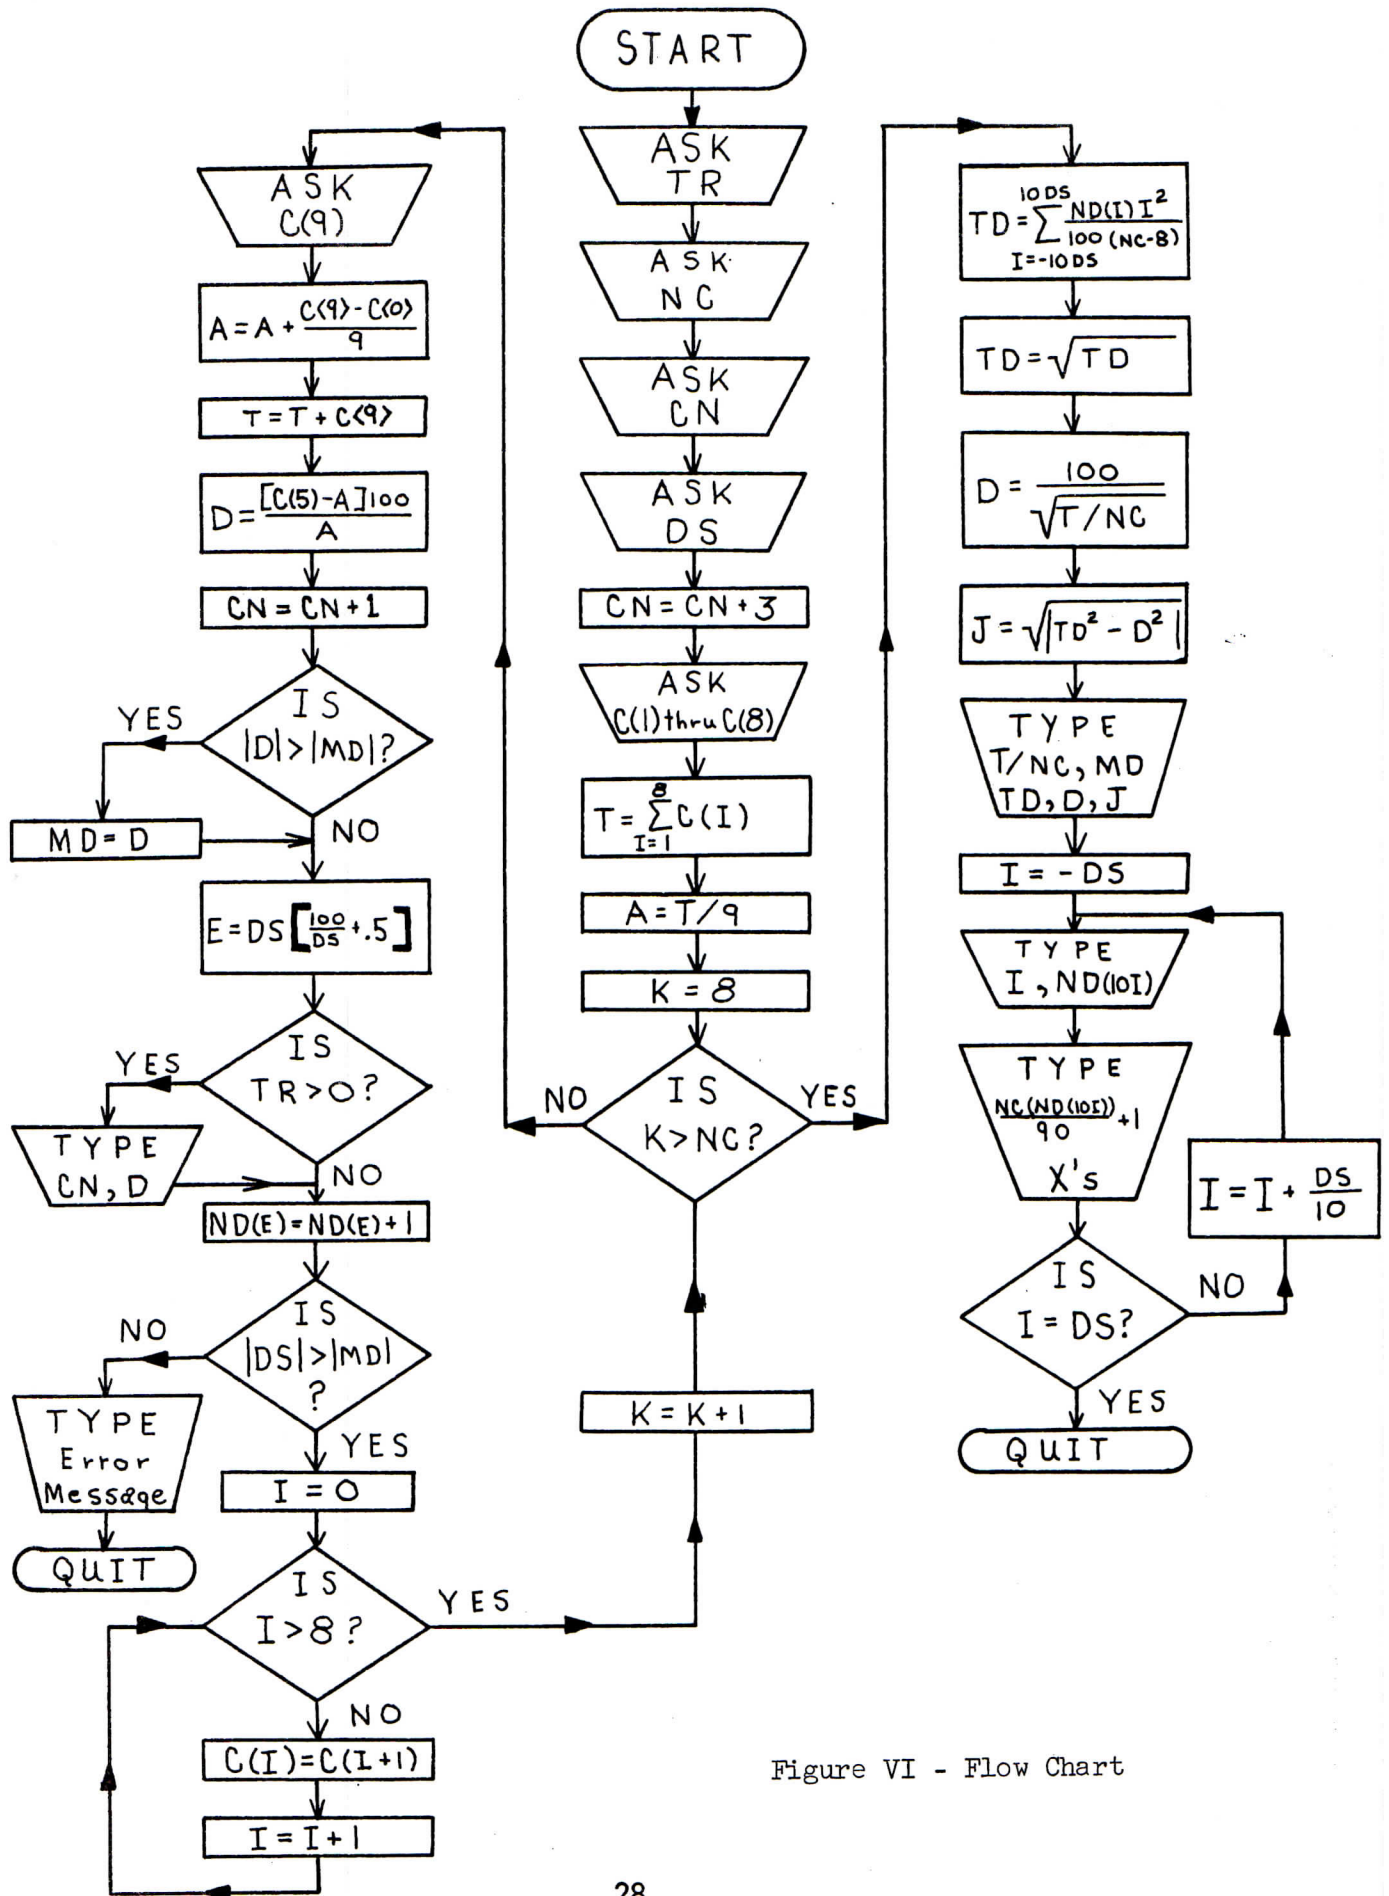 START
ASK
TR
ASK
NC
ASK
CN
ASK
DS
CN = CN + 3
ASK
C(1) thru C(8)
8
T = ∑ C(I)
I=1
A = T/9
K = 8
IS
K > NC?
NO
YES
K = K + 1
ASK
C(9)
A = A + C(9) - C(0)
9
T = T + C(9)
D = [C(5) - A]100
A
CN = CN + 1
IS
|D| > |MD|?
YES
MD = D
NO
E = DS [100/DS + .5]
IS
TR > 0?
YES
TYPE
CN, D
NO
ND(E) = ND(E) + 1
IS
|DS| > |MD|
?
NO
TYPE
Error
Message
QUIT
YES
I = 0
IS
I > 8?
YES
NO
C(I) = C(I+1)
I = I + 1
10 DS
TD = ∑ ND(I) I²
100 (NC-8)
I=-10 DS
TD = √TD
D = 100
√T/NC
J = √|TD² - D²|
TYPE
T/NC, MD
TD, D, J
I = - DS
TYPE
I, ND(10I)
TYPE
NC(ND(10I)) + 1
90
X's
I = I + DS
10
IS
I = DS?
NO
YES
QUIT
Figure VI - Flow Chart
28